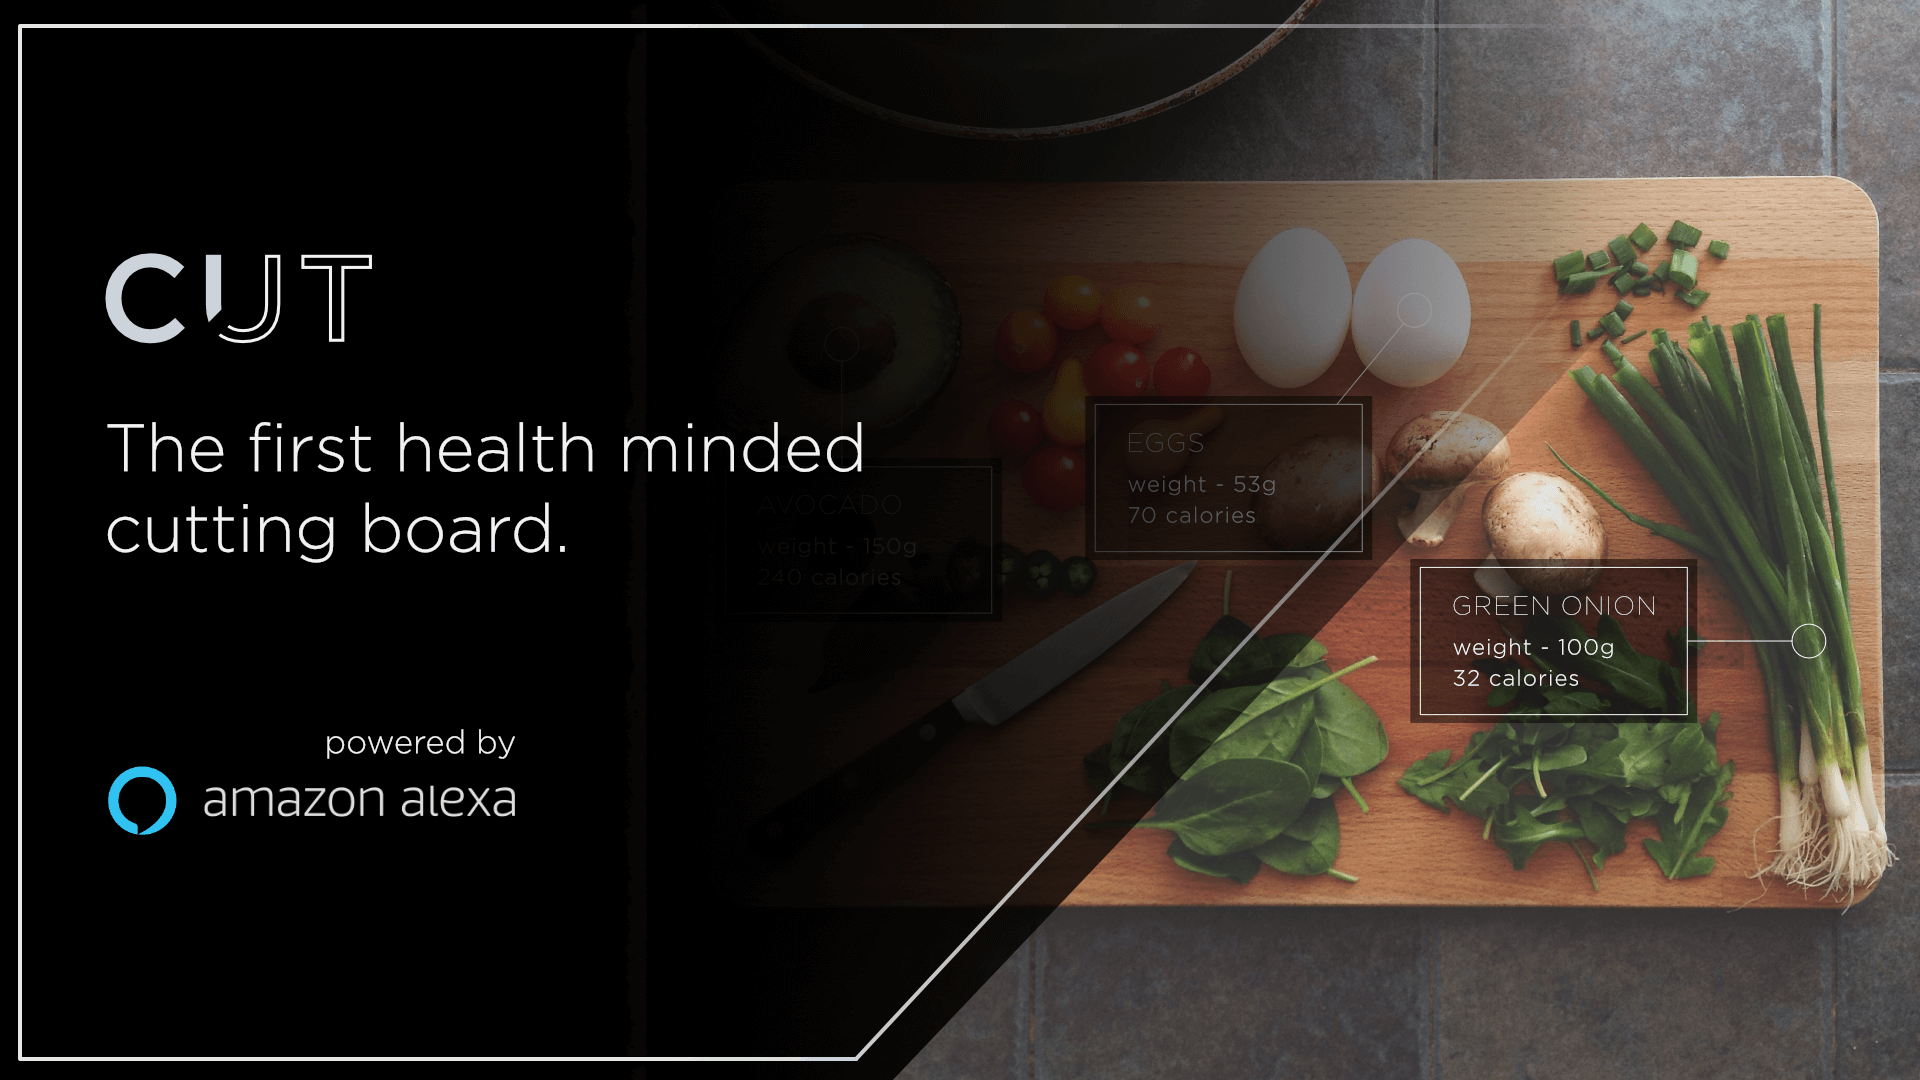 CUT
The first health minded
cutting board.
powered by
amazon alexa
AVOCADO
weight - 150g
240 calories
EGGS
weight - 53g
70 calories
GREEN ONION
weight - 100g
32 calories